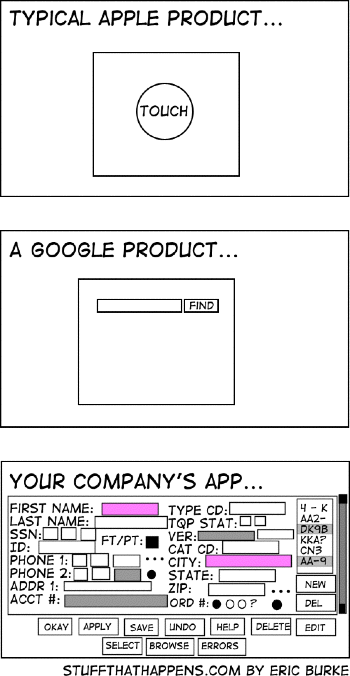 TYPICAL APPLE PRODUCT...
TOUCH
A GOOGLE PRODUCT...
FIND
YOUR COMPANY'S APP...
FIRST NAME: TYPE CD:
LAST NAME: TQP STAT:
SSN: FT/PT: VER:
ID: CAT CD:
PHONE 1: ... CITY:
PHONE 2: STATE:
ADDR 1: ZIP: ...
ACCT #: ORD #: ?
4 - K
AA2-
DK9B
KKA?
CN3
AA-9
NEW
DEL
OKAY APPLY SAVE UNDO HELP DELETE EDIT
SELECT BROWSE ERRORS
STUFFTHATHAPPENS.COM BY ERIC BURKE